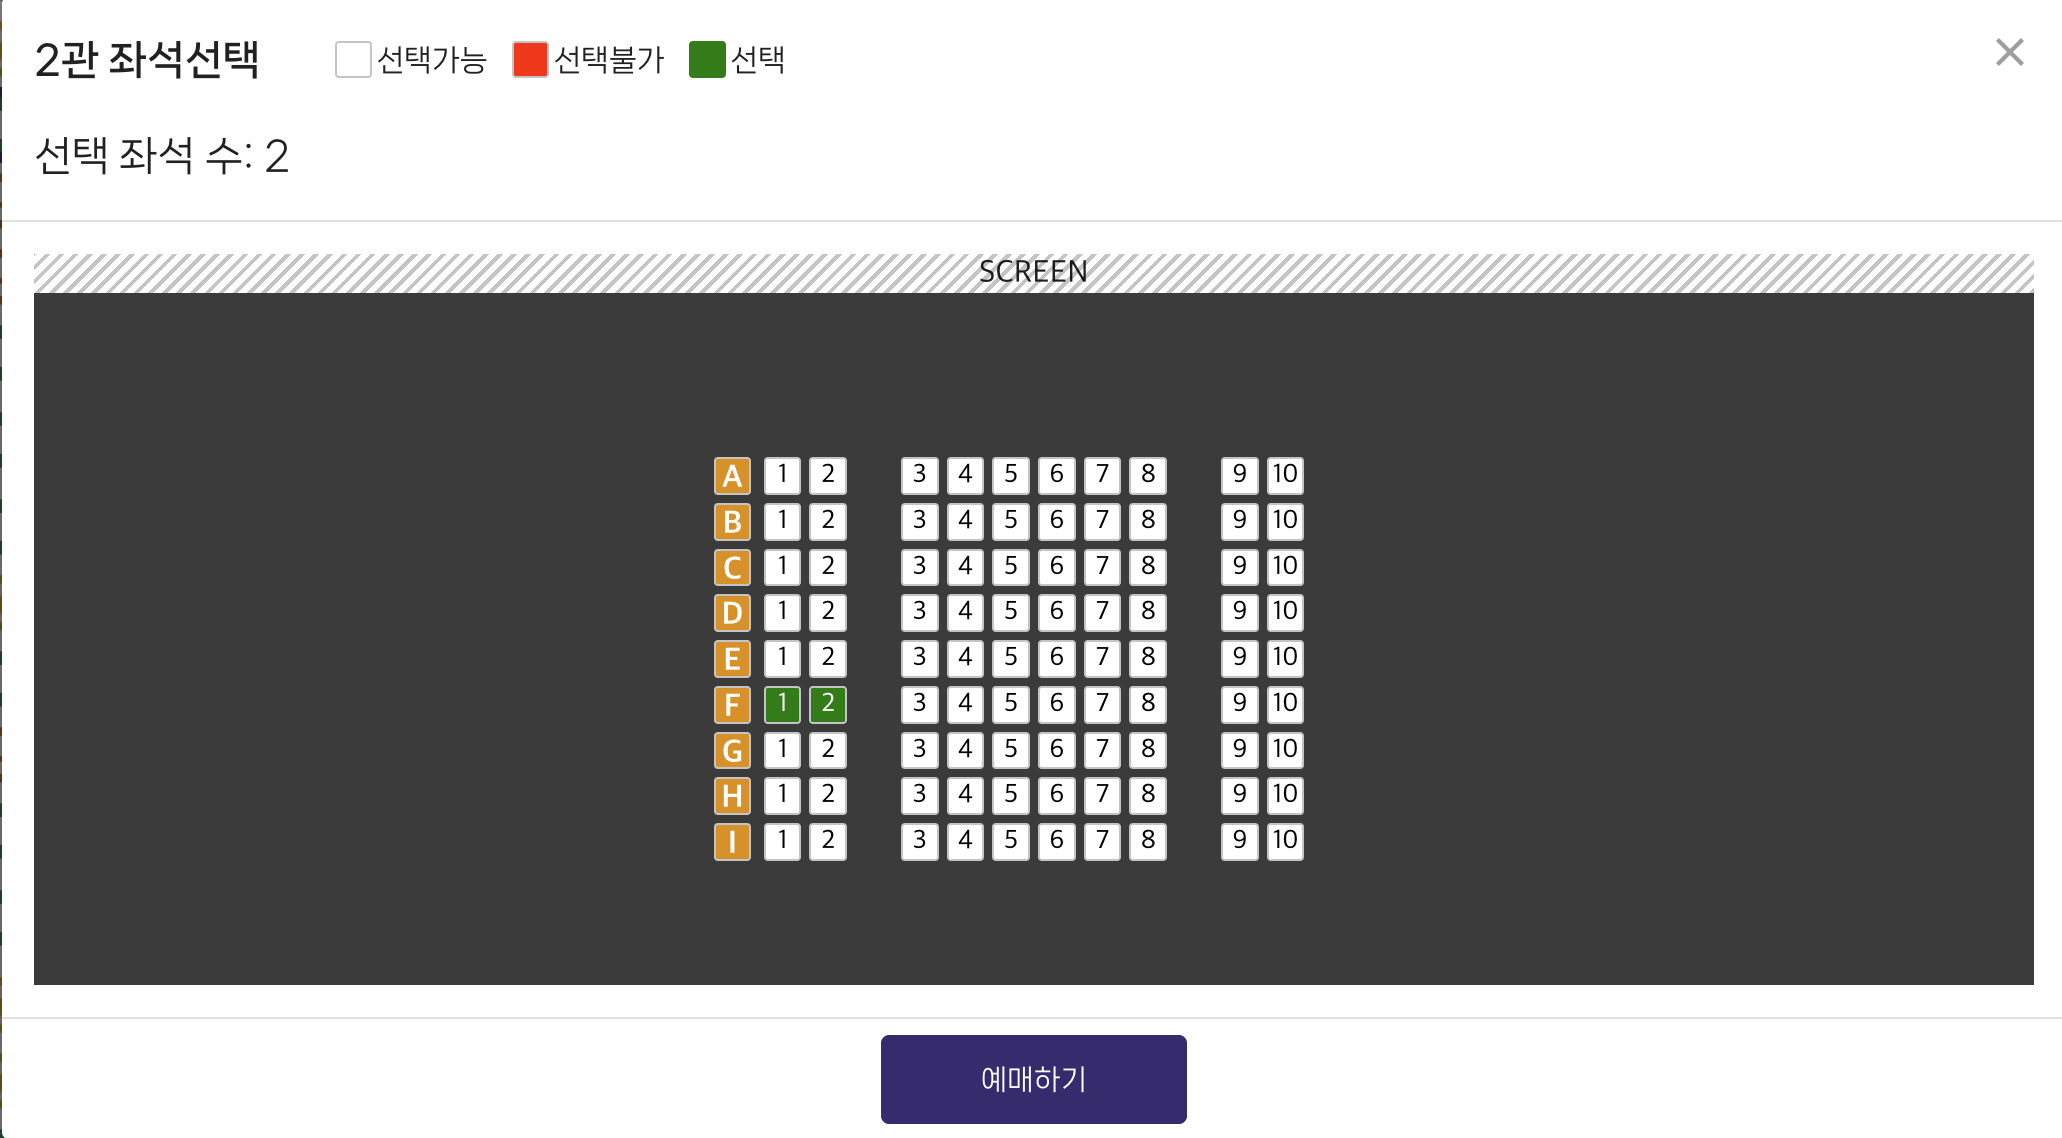 2관 좌석선택 선택가능 선택불가 선택
선택 좌석 수: 2
SCREEN
A 1 2 3 4 5 6 7 8 9 10
B 1 2 3 4 5 6 7 8 9 10
C 1 2 3 4 5 6 7 8 9 10
D 1 2 3 4 5 6 7 8 9 10
E 1 2 3 4 5 6 7 8 9 10
F 1 2 3 4 5 6 7 8 9 10
G 1 2 3 4 5 6 7 8 9 10
H 1 2 3 4 5 6 7 8 9 10
I 1 2 3 4 5 6 7 8 9 10
예매하기